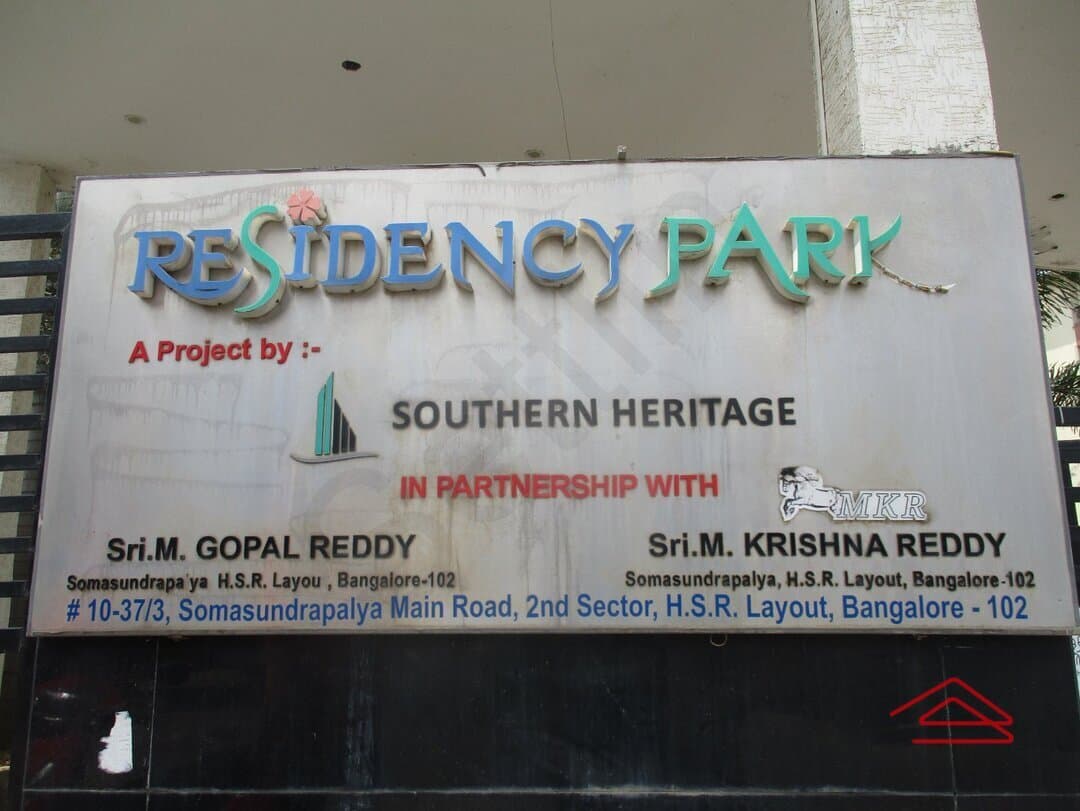 RESIDENCY PARK
A Project by :-
SOUTHERN HERITAGE
IN PARTNERSHIP WITH
MKR
Sri.M. GOPAL REDDY
Somasundrapa'ya H.S.R. Layou , Bangalore-102
Sri.M. KRISHNA REDDY
Somasundrapalya, H.S.R. Layout, Bangalore-102
# 10-37/3, Somasundrapalya Main Road, 2nd Sector, H.S.R. Layout, Bangalore - 102